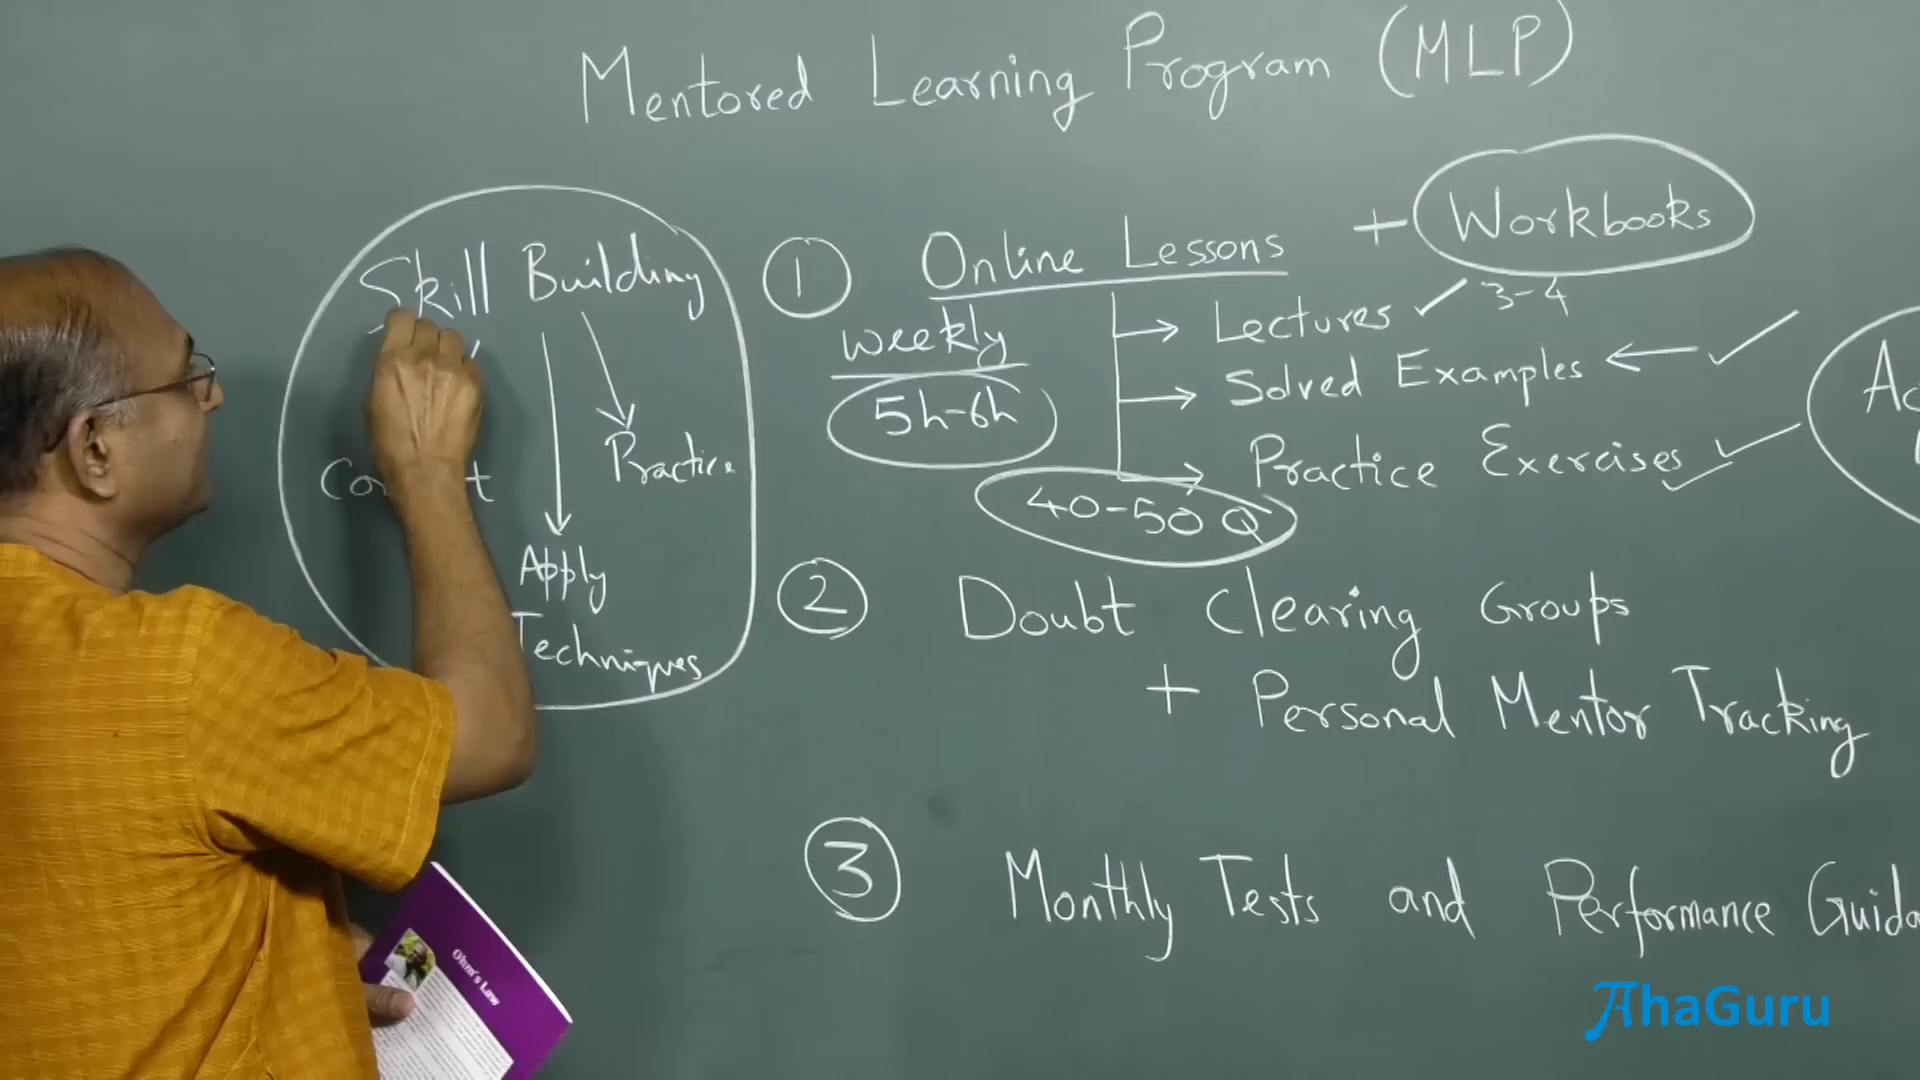 Mentored Learning Program (MLP)
Skill Building
Practice
Apply
Techniques
1 Online Lessons + Workbooks
weekly
5h-6h
Lectures 3-4
Solved Examples
Practice Exercises
40-50 Q
2 Doubt Clearing Groups
+ Personal Mentor Tracking
3 Monthly Tests and Performance
Ohm's Law
AhaGuru